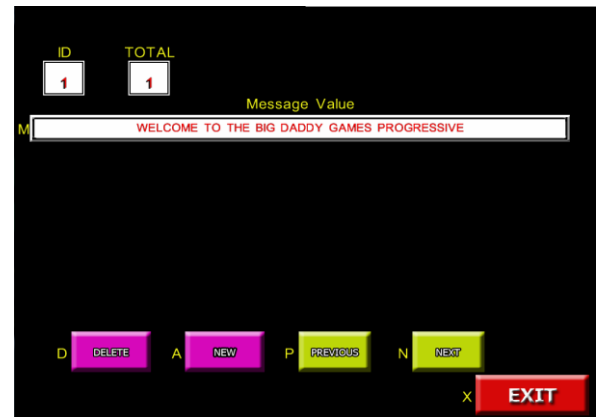 ID TOTAL
1 1
Message Value
M WELCOME TO THE BIG DADDY GAMES PROGRESSIVE
D DELETE A NEW P PREVIOUS N NEXT
X EXIT